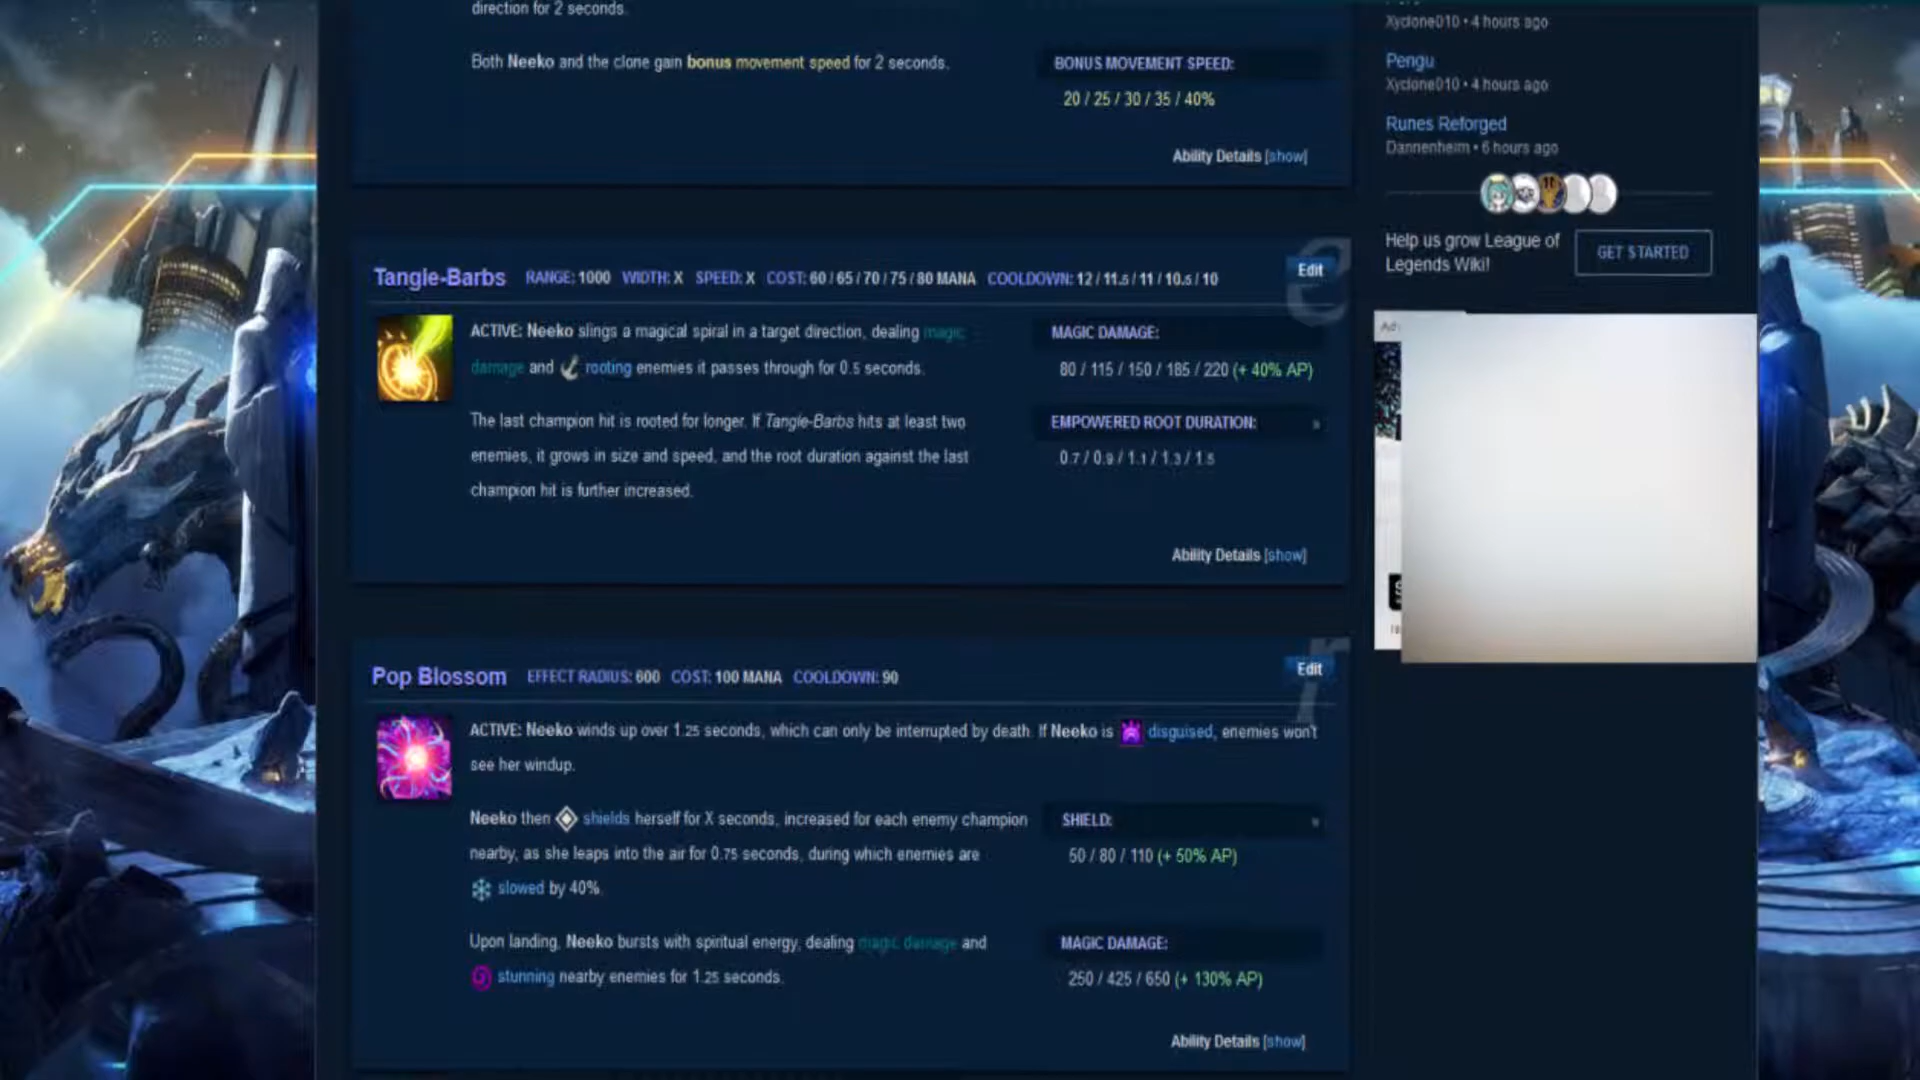 direction for 2 seconds.
Both Neeko and the clone gain bonus movement speed for 2 seconds.
BONUS MOVEMENT SPEED:
20 / 25 / 30 / 35 / 40%
Ability Details [show]
Tangle-Barbs RANGE: 1000 WIDTH: X SPEED: X COST: 60 / 65 / 70 / 75 / 80 MANA COOLDOWN: 12 / 11.5 / 11 / 10.5 / 10
Edit
ACTIVE: Neeko slings a magical spiral in a target direction, dealing magic
damage and rooting enemies it passes through for 0.5 seconds.
MAGIC DAMAGE:
80 / 115 / 150 / 185 / 220 (+ 40% AP)
The last champion hit is rooted for longer. If Tangle-Barbs hits at least two
enemies, it grows in size and speed, and the root duration against the last
champion hit is further increased.
EMPOWERED ROOT DURATION:
0.7 / 0.9 / 1.1 / 1.3 / 1.5
Ability Details [show]
Pop Blossom EFFECT RADIUS: 600 COST: 100 MANA COOLDOWN: 90
Edit
ACTIVE: Neeko winds up over 1.25 seconds, which can only be interrupted by death. If Neeko is disguised, enemies won't
see her windup.
Neeko then shields herself for X seconds, increased for each enemy champion
nearby, as she leaps into the air for 0.75 seconds, during which enemies are
slowed by 40%.
SHIELD:
50 / 80 / 110 (+ 50% AP)
Upon landing, Neeko bursts with spiritual energy, dealing magic damage and
stunning nearby enemies for 1.25 seconds.
MAGIC DAMAGE:
250 / 425 / 650 (+ 130% AP)
Ability Details [show]
Xyclone010 • 4 hours ago
Pengu
Xyclone010 • 4 hours ago
Runes Reforged
Dannenheim • 6 hours ago
Help us grow League of
Legends Wiki!
GET STARTED